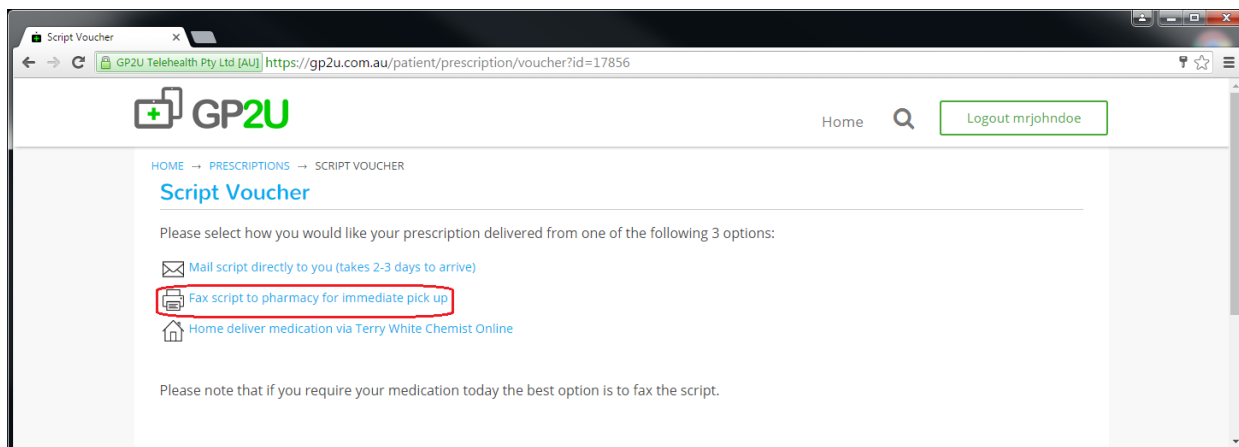 Script Voucher
GP2U Telehealth Pty Ltd [AU] https://gp2u.com.au/patient/prescription/voucher?id=17856
GP2U
Home
Logout mrjohndoe
HOME → PRESCRIPTIONS → SCRIPT VOUCHER
Script Voucher
Please select how you would like your prescription delivered from one of the following 3 options:
Mail script directly to you (takes 2-3 days to arrive)
Fax script to pharmacy for immediate pick up
Home deliver medication via Terry White Chemist Online
Please note that if you require your medication today the best option is to fax the script.